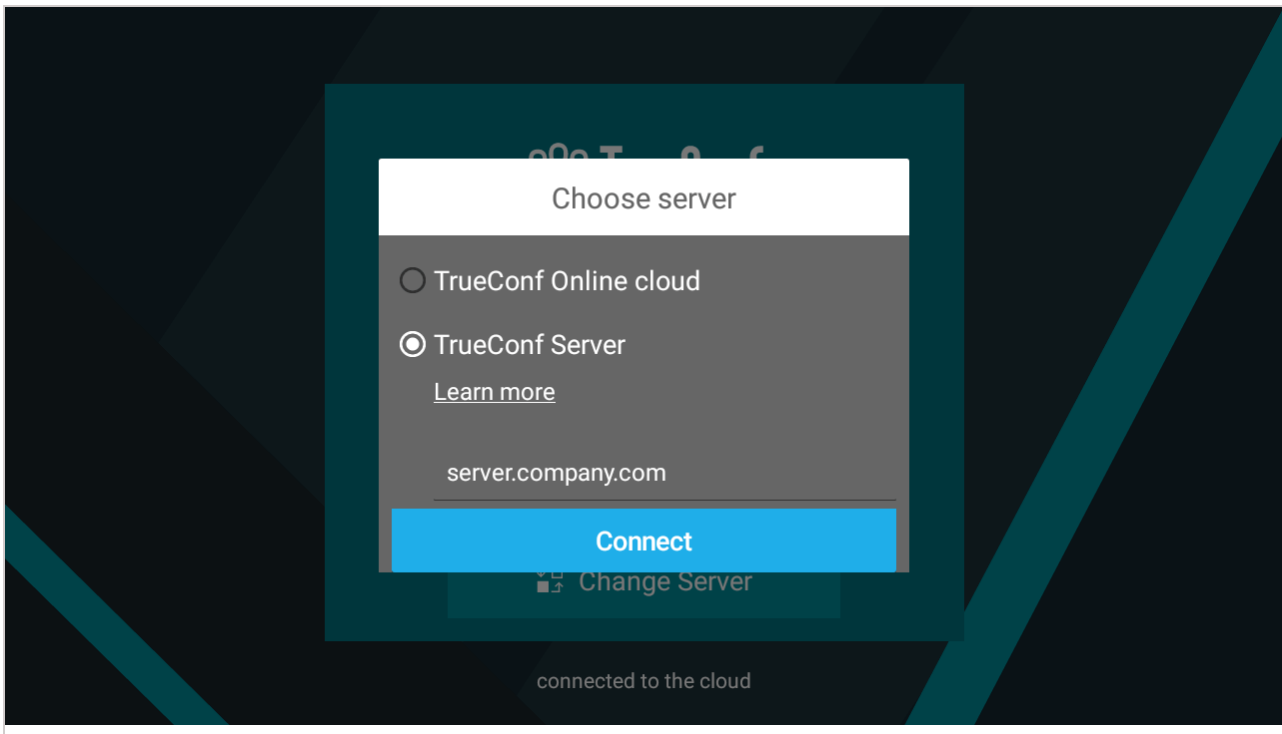 Choose server
TrueConf Online cloud
TrueConf Server
Learn more
server.company.com
Connect
Change Server
connected to the cloud